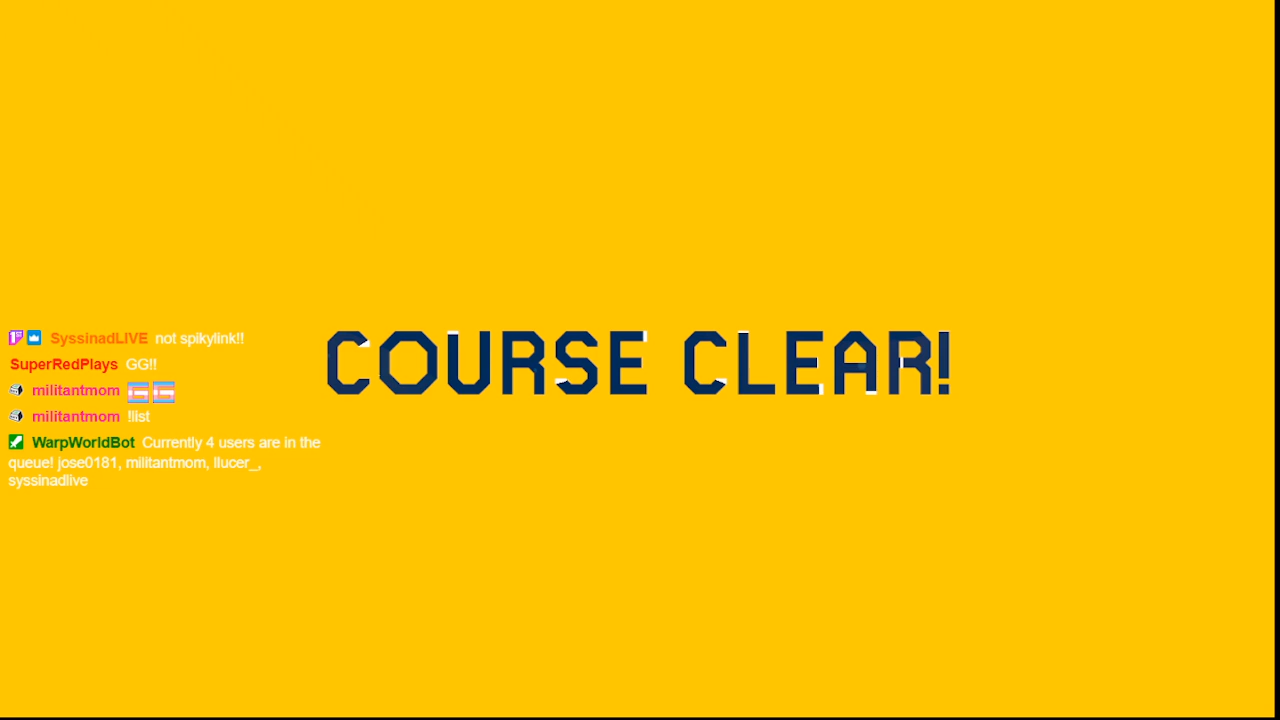 COURSE CLEAR!
SyssinadLIVE not spikylink!!
SuperRedPlays GG!!
militantmom GG
militantmom !list
WarpWorldBot Currently 4 users are in the
queue! jose0181, militantmom, llucer_,
syssinadlive